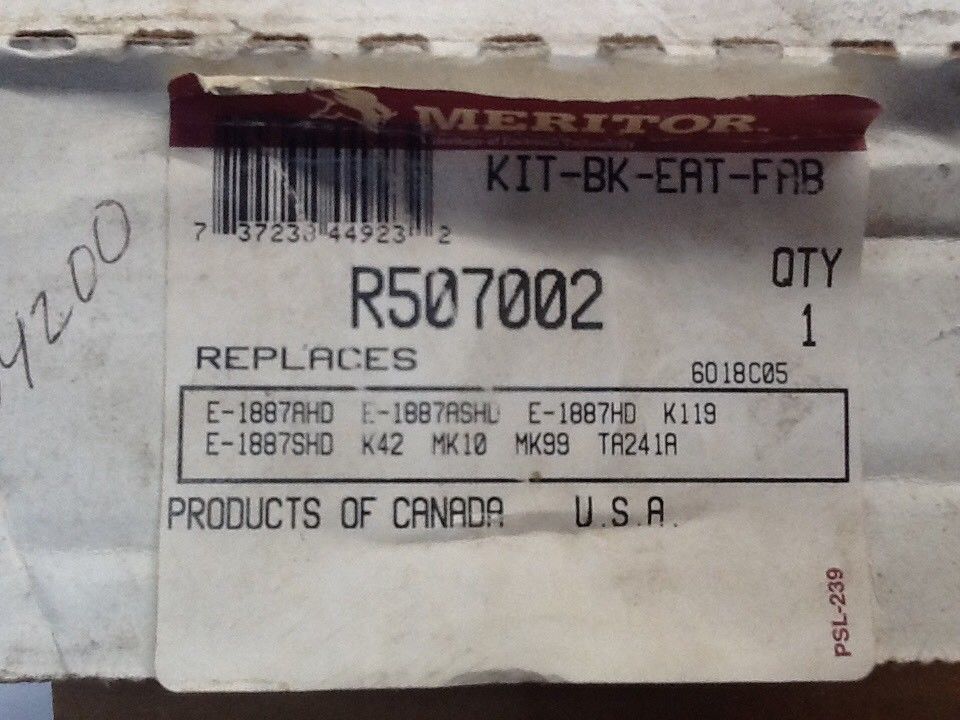 MERITOR
KIT-BK-EAT-FAB
7 37233 44923 2
R507002
QTY
1
REPLACES
6018C05
E-1887AHD E-1887ASHD E-1887HD K119
E-1887SHD K42 MK10 MK99 TA241A
PRODUCTS OF CANADA U.S.A.
PSL-239
4200